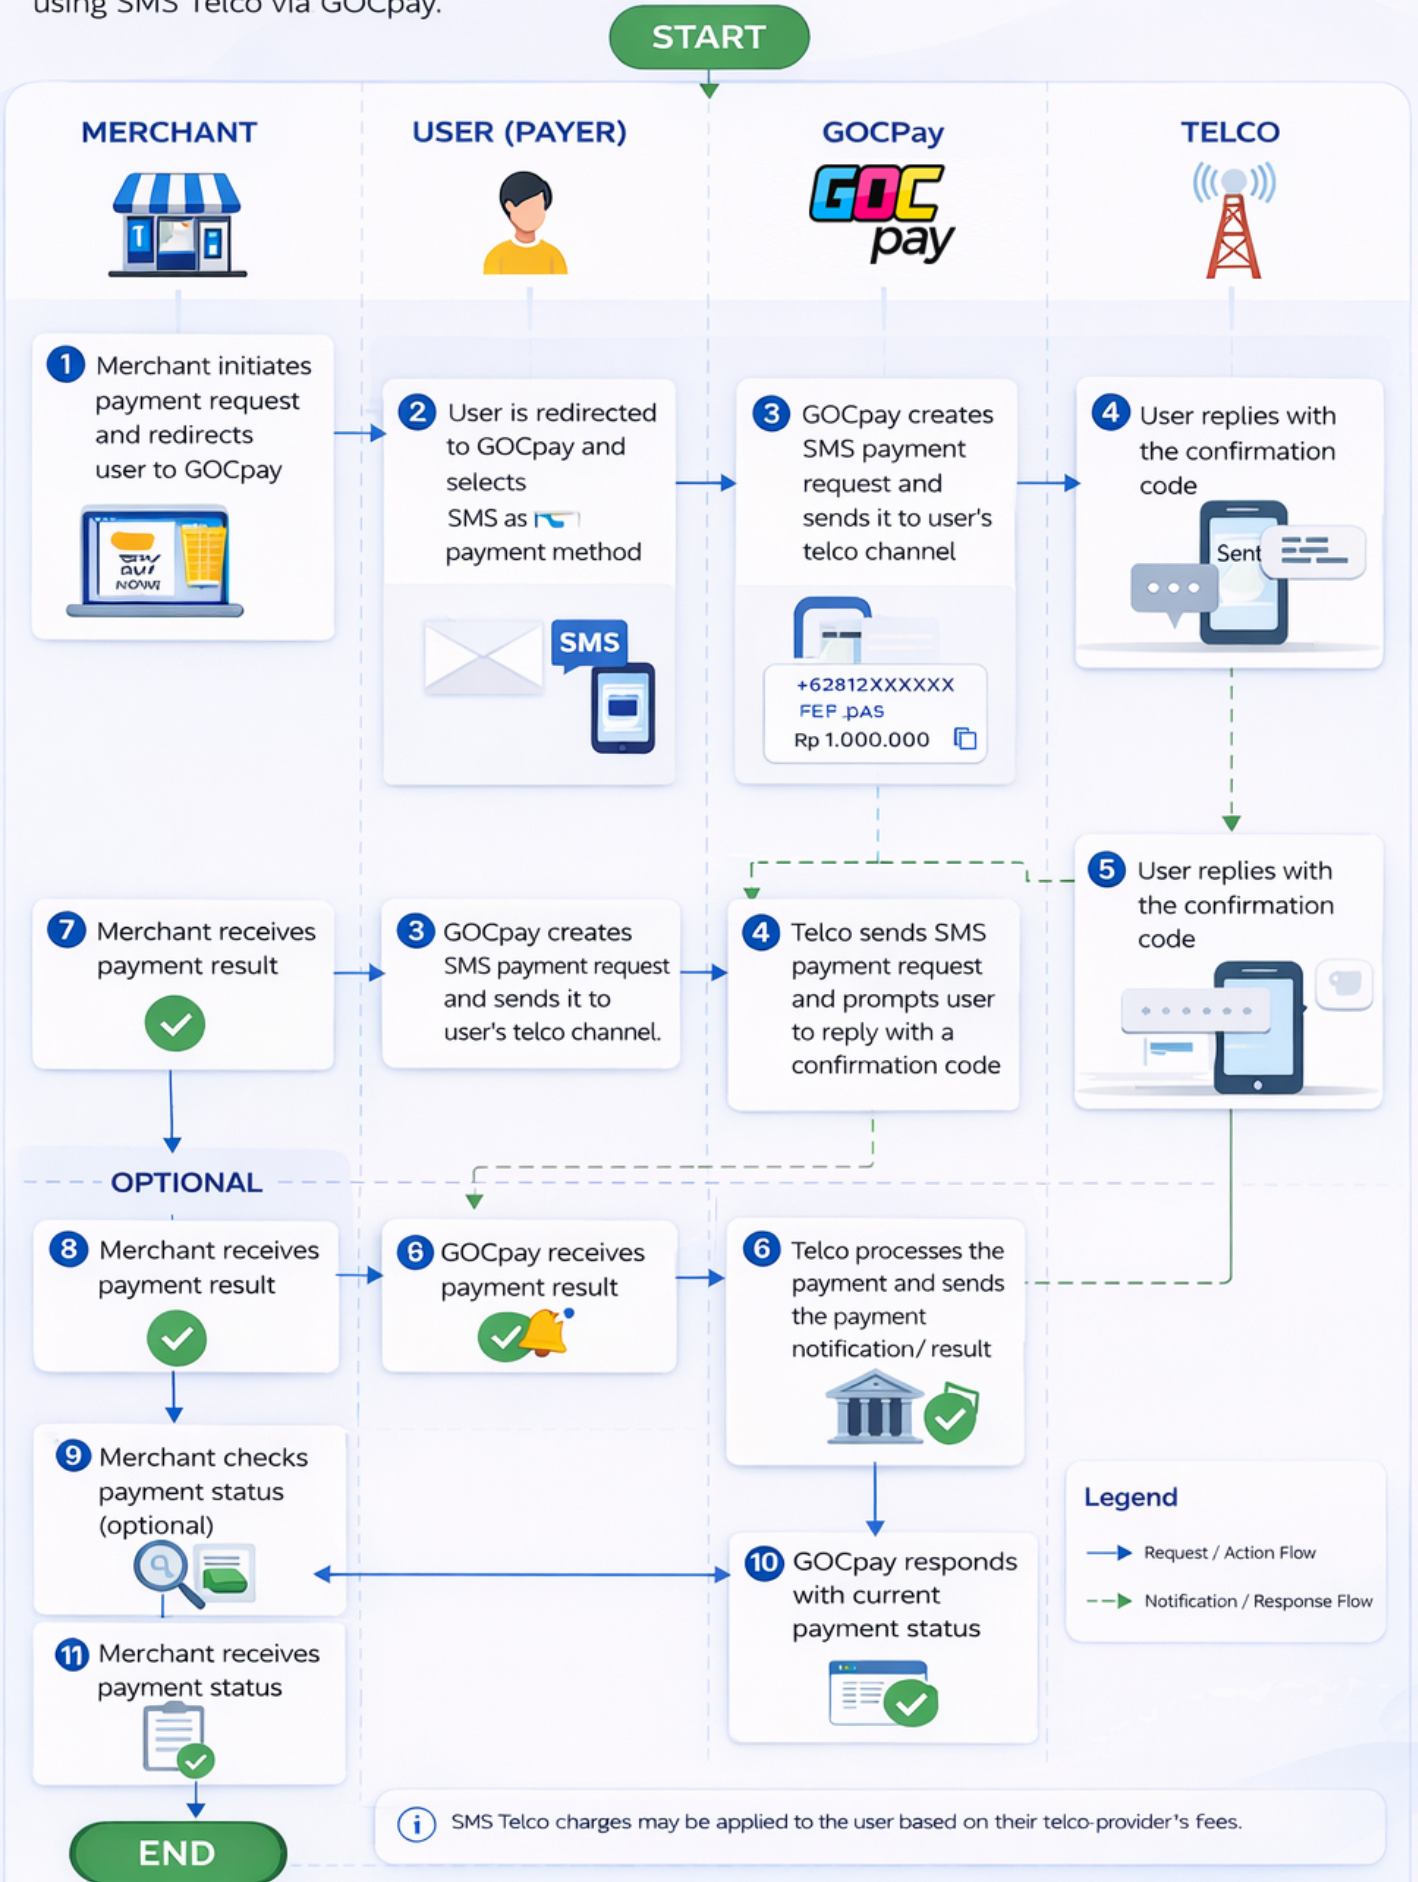 using SMS Telco via GOCpay.
START
MERCHANT
USER (PAYER)
GOCPay
TELCO
GOC
pay
1
Merchant initiates
payment request
and redirects
user to GOCpay
NOW!
2
User is redirected
to GOCpay and
selects
SMS as
payment method
SMS
3
GOCpay creates
SMS payment
request and
sends it to user's
telco channel
+62812XXXXXX
FEP .pAS
Rp 1.000.000
4
User replies with
the confirmation
code
Sent
5
User replies with
the confirmation
code
7
Merchant receives
payment result
3
GOCpay creates
SMS payment request
and sends it to
user's telco channel.
4
Telco sends SMS
payment request
and prompts user
to reply with a
confirmation code
OPTIONAL
8
Merchant receives
payment result
6
GOCpay receives
payment result
6
Telco processes the
payment and sends
the payment
notification/ result
9
Merchant checks
payment status
(optional)
10
GOCpay responds
with current
payment status
11
Merchant receives
payment status
Legend
Request / Action Flow
Notification / Response Flow
END
SMS Telco charges may be applied to the user based on their telco-provider's fees.